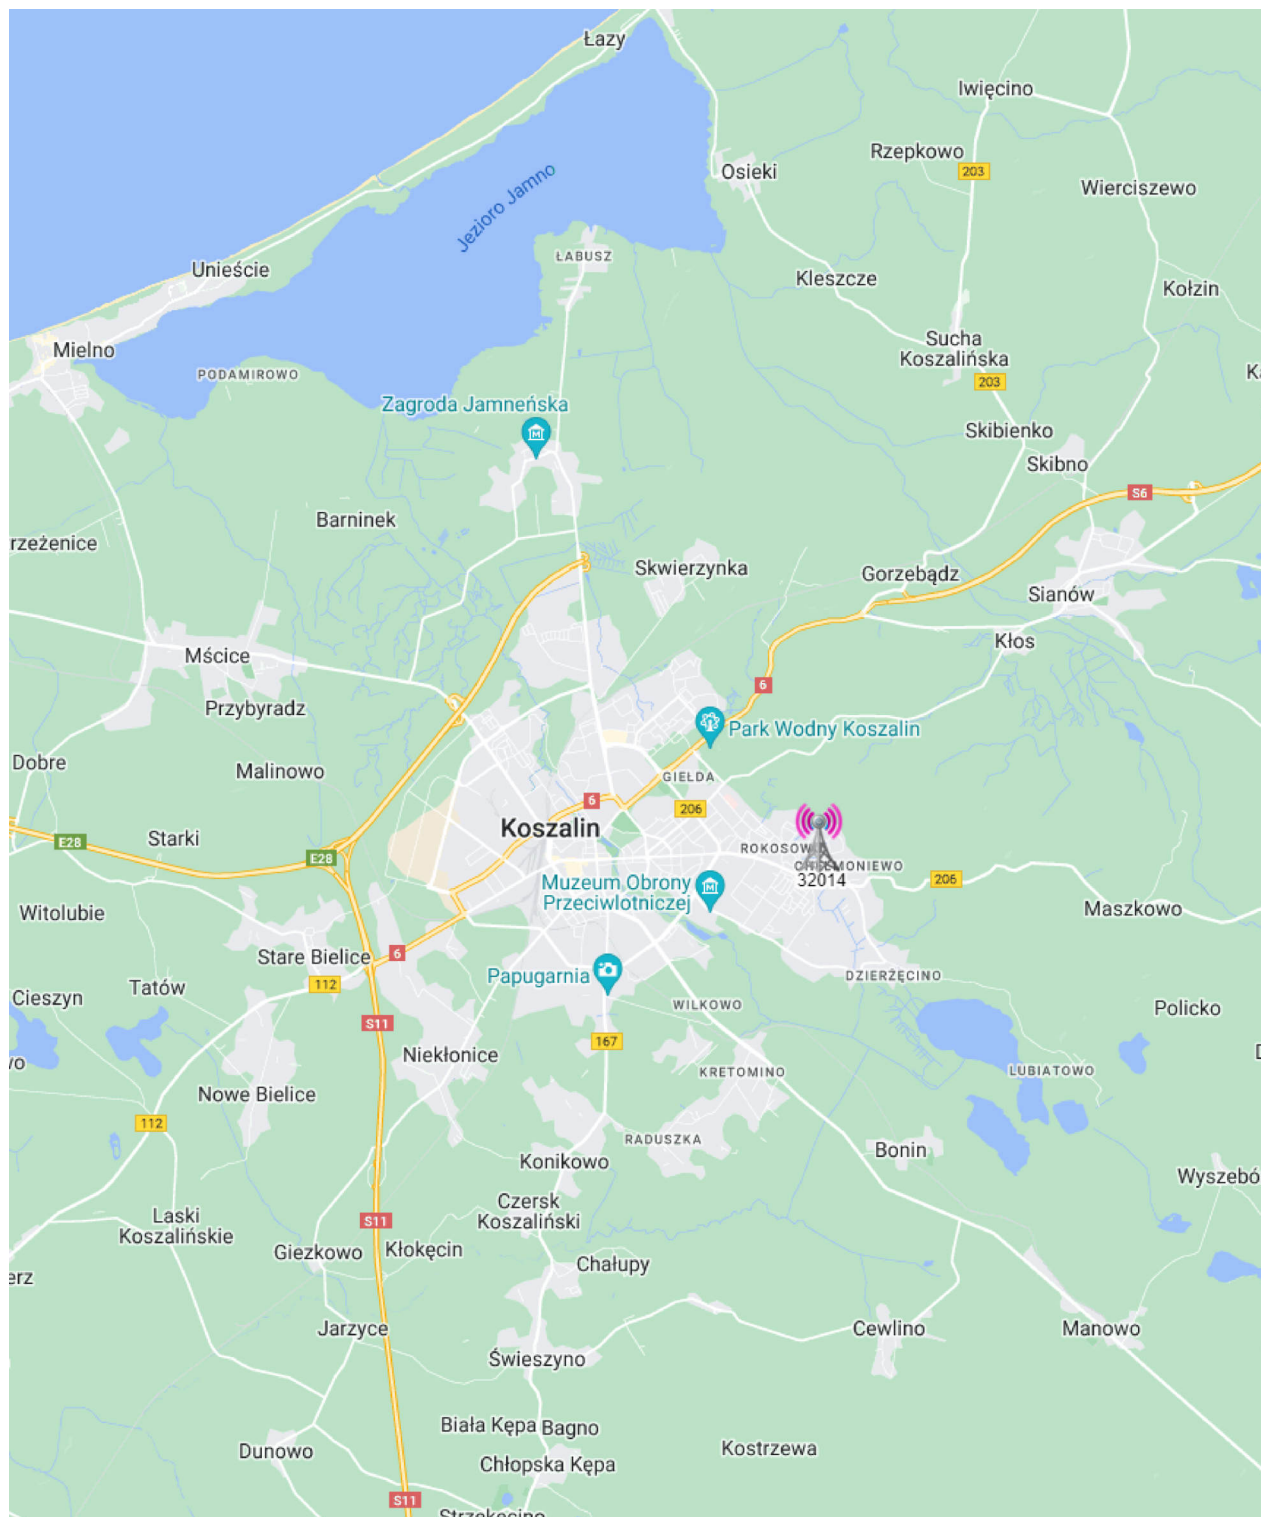 Łazy
Iwięcino
Rzepkowo
203
Osieki
Wierciszewo
Jezioro Jamno
ŁABUSZ
Unieście
Kleszcze
Kołzin
Mielno
Sucha
Koszalińska
PODAMIROWO
203
Zagroda Jamneńska
Skibienko
Skibno
S6
Barninek
rzeżenice
Skwierzynka
Gorzebądz
Sianów
Kłos
Mścice
6
Przybyradz
Park Wodny Koszalin
Dobre
Malinowo
GIEŁDA
6
206
Koszalin
Starki
E28
E28
ROKOSOWO
32014
206
Muzeum Obrony
Przeciwlotniczej
Witolubie
Maszkowo
6
Stare Bielice
Papugarnia
DZIERŻĘCINO
112
Tatów
Cieszyn
WILKOWO
Policko
S11
167
Niekłonice
KRETOMINO
LUBIATOWO
Nowe Bielice
112
RADUSZKA
Bonin
Konikowo
Wyszebó
Czersk
Koszaliński
Laski
Koszalińskie
S11
Giezkowo
Kłokęcin
Chałupy
erz
Jarzyce
Cewlino
Manowo
Świeszyno
Biała Kępa
Bagno
Dunowo
Kostrzewa
Chłopska Kępa
S11